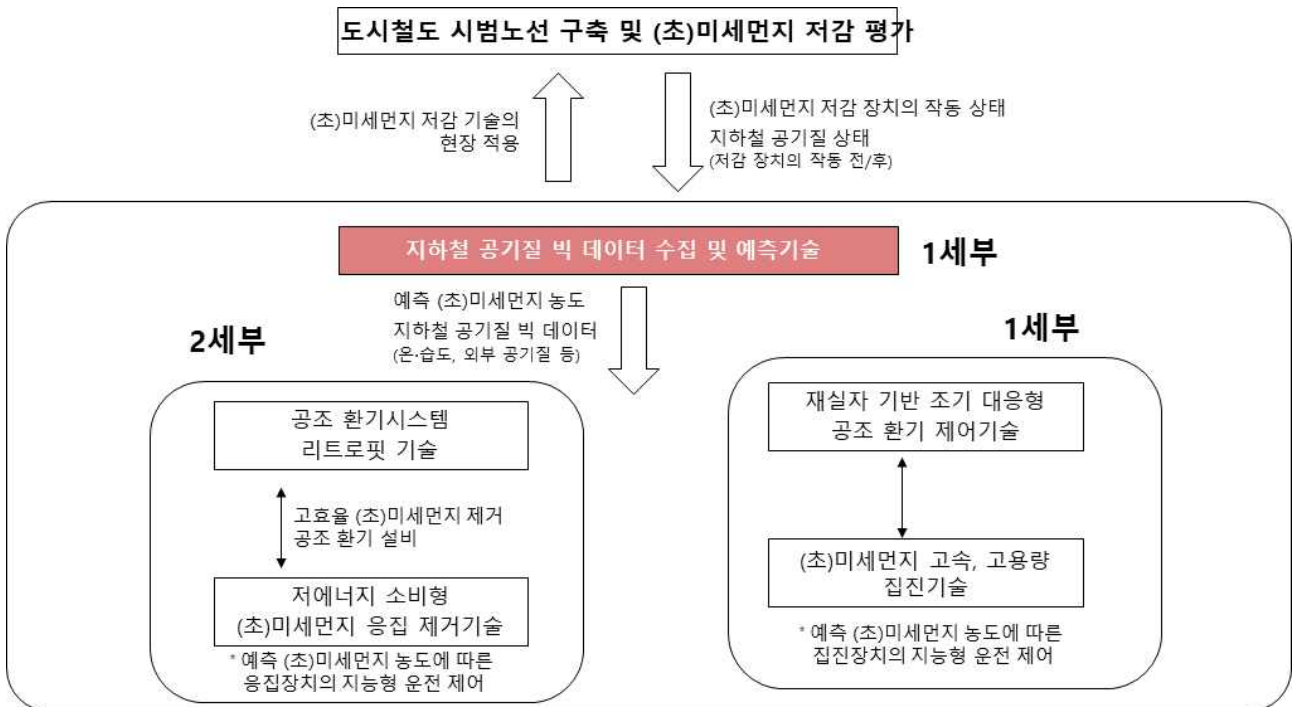 도시철도 시범노선 구축 및 (초)미세먼지 저감 평가
(초)미세먼지 저감 기술의
현장 적용
(초)미세먼지 저감 장치의 작동 상태
지하철 공기질 상태
(저감 장치의 작동 전/후)
지하철 공기질 빅 데이터 수집 및 예측기술
1세부
예측 (초)미세먼지 농도
지하철 공기질 빅 데이터
(온·습도, 외부 공기질 등)
2세부
공조 환기시스템
리트로핏 기술
고효율 (초)미세먼지 제거
공조 환기 설비
저에너지 소비형
(초)미세먼지 응집 제거기술
* 예측 (초)미세먼지 농도에 따른
응집장치의 지능형 운전 제어
1세부
재실자 기반 조기 대응형
공조 환기 제어기술
(초)미세먼지 고속, 고용량
집진기술
* 예측 (초)미세먼지 농도에 따른
집진장치의 지능형 운전 제어